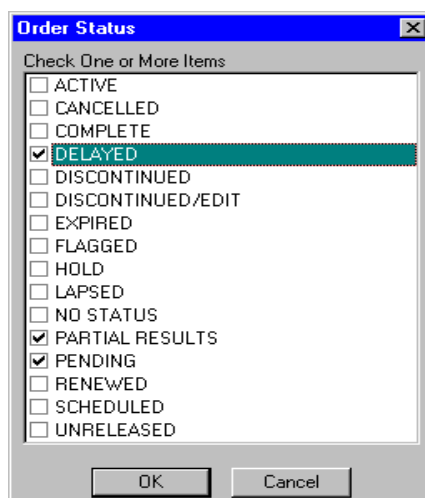 Order Status
Check One or More Items
ACTIVE
CANCELLED
COMPLETE
DELAYED
DISCONTINUED
DISCONTINUED/EDIT
EXPIRED
FLAGGED
HOLD
LAPSED
NO STATUS
PARTIAL RESULTS
PENDING
RENEWED
SCHEDULED
UNRELEASED
OK Cancel